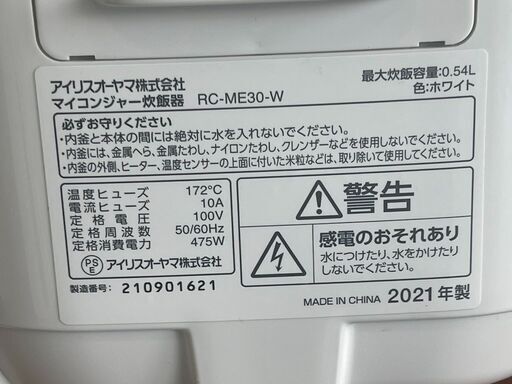 アイリスオーヤマ株式会社
マイコンジャー炊飯器 RC-ME30-W
最大炊飯容量:0.54L
色:ホワイト
必ずお守りください
・内釜と本体の間には絶対に水を入れないでください。
・内釜には、金属へら、金属たわし、ナイロンたわし、クレンザーなどを使用しないでください。
・内釜の外側、ヒーター、温度センサーの上面に付いた米粒などは、取り除いて使用してください。
温度ヒューズ 172℃
電流ヒューズ 10A
定格電圧 100V
定格周波数 50/60Hz
定格消費電力 475W
PSE アイリスオーヤマ株式会社
製造番号: 210901621
警告
感電のおそれあり
水につけたり、水をかけたり
しないでください。
MADE IN CHINA 2021年製